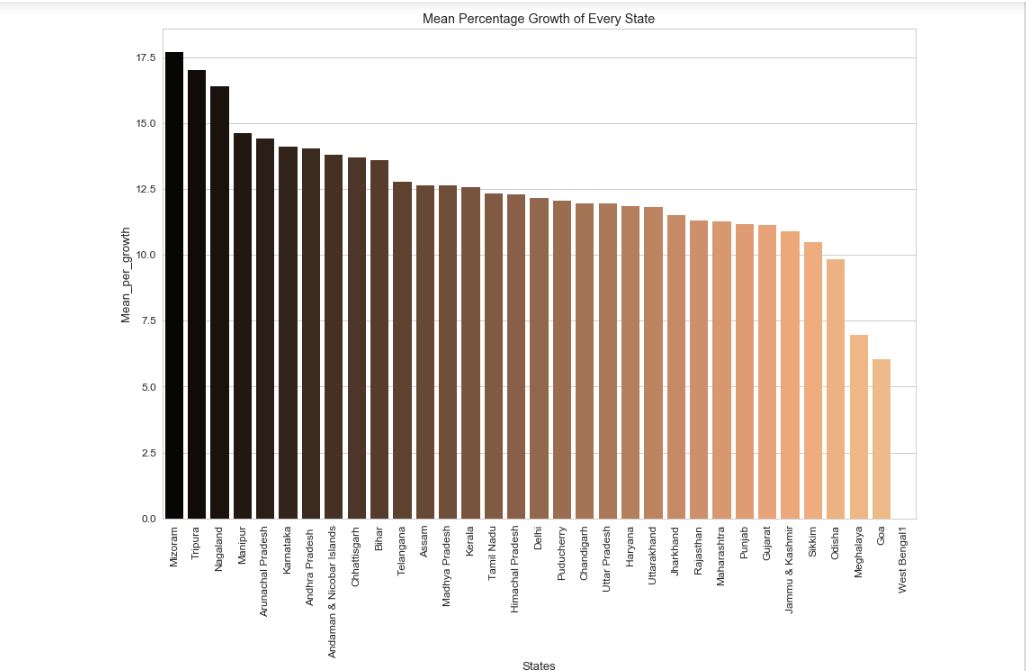 Mean Percentage Growth of Every State
17.5
15.0
12.5
10.0
7.5
5.0
2.5
0.0
Mean_per_growth
Mizoram
Tripura
Nagaland
Manipur
Arunachal Pradesh
Karnataka
Andhra Pradesh
Andaman & Nicobar Islands
Chhattisgarh
Bihar
Telangana
Assam
Madhya Pradesh
Kerala
Tamil Nadu
Himachal Pradesh
Delhi
Puducherry
Chandigarh
Uttar Pradesh
Haryana
Uttarakhand
Jharkhand
Rajasthan
Maharashtra
Punjab
Gujarat
Jammu & Kashmir
Sikkim
Odisha
Meghalaya
Goa
West Bengal1
States